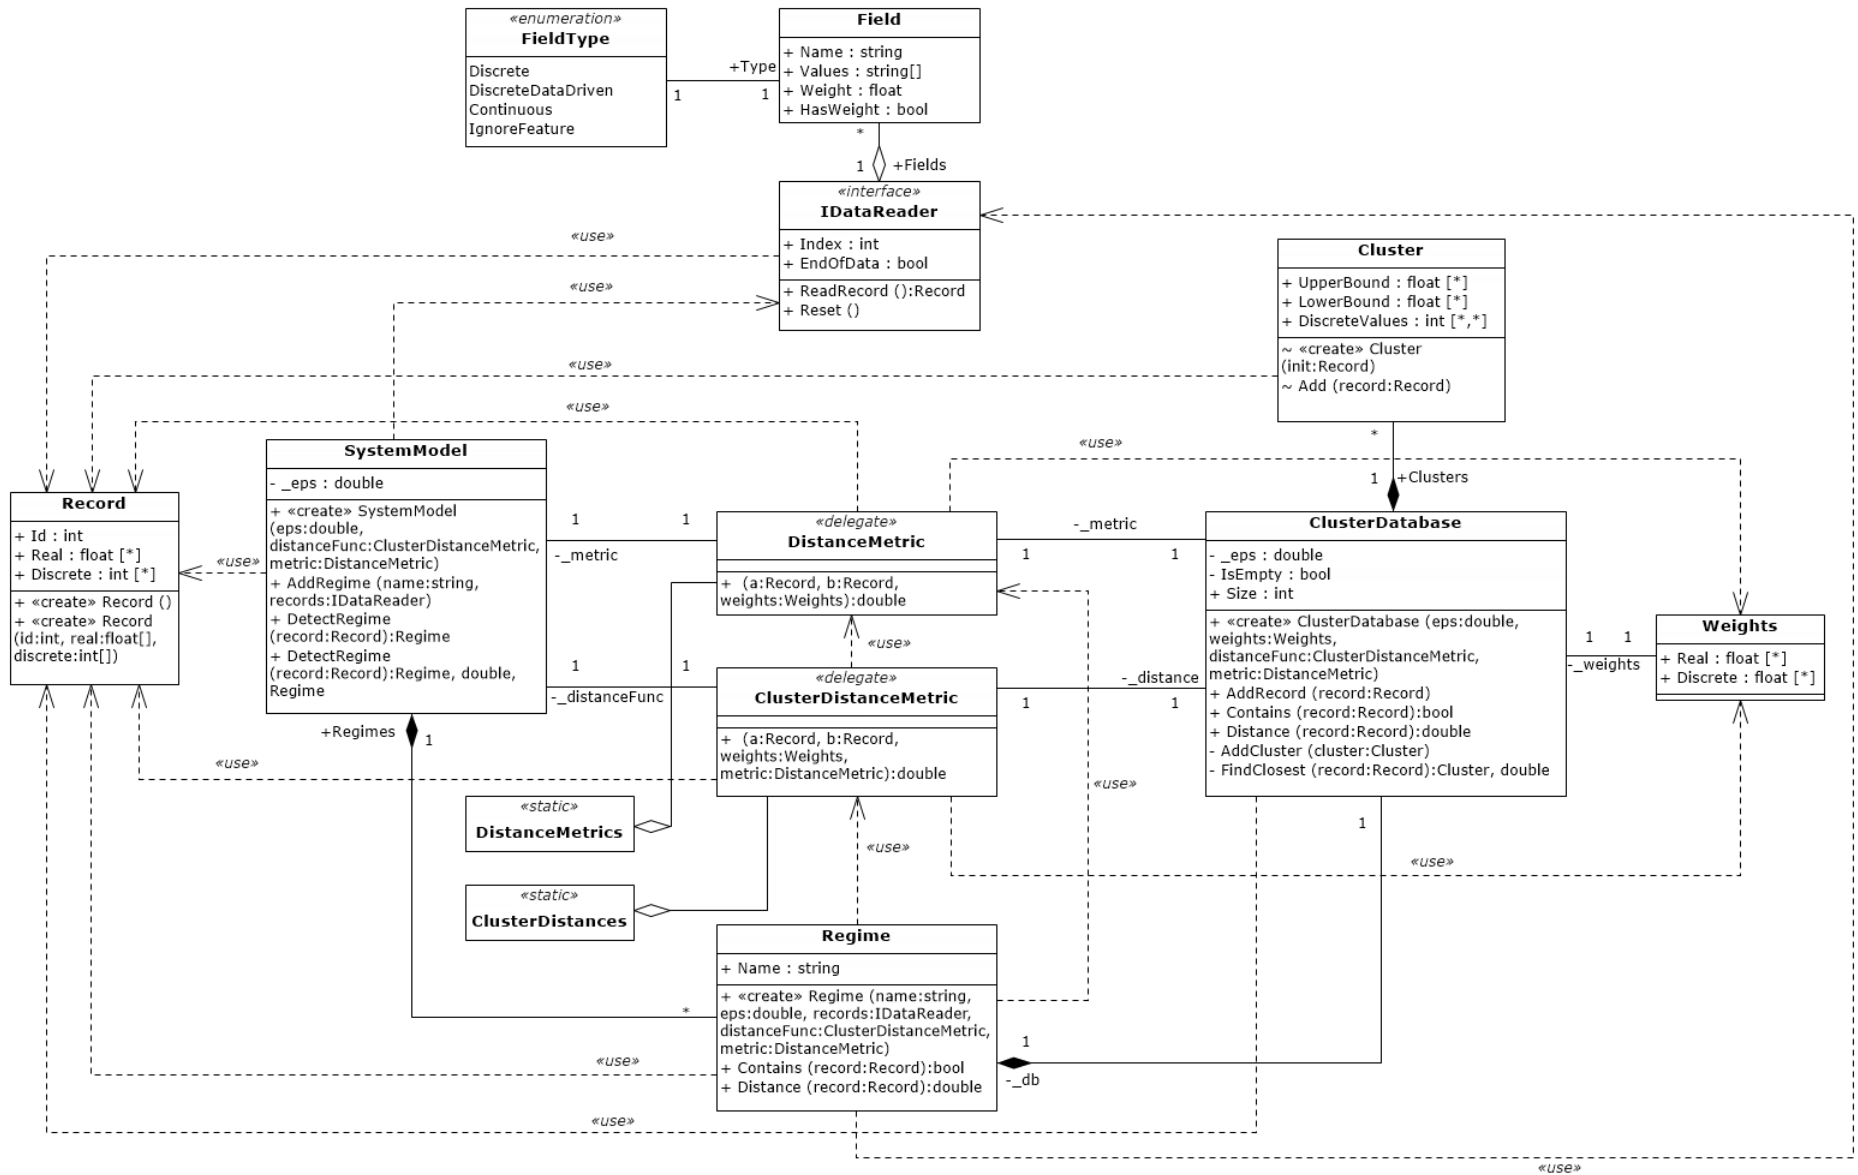 «enumeration»
FieldType
Discrete
DiscreteDataDriven
Continuous
IgnoreFeature
1
+Type
1
Field
+ Name : string
+ Values : string[]
+ Weight : float
+ HasWeight : bool
*
1
+Fields
«interface»
IDataReader
+ Index : int
+ EndOfData : bool
+ ReadRecord ():Record
+ Reset ()
«use»
«use»
«use»
«use»
Cluster
+ UpperBound : float [*]
+ LowerBound : float [*]
+ DiscreteValues : int [*,*]
~ «create» Cluster
(init:Record)
~ Add (record:Record)
*
1
+Clusters
«use»
SystemModel
- _eps : double
+ «create» SystemModel
(eps:double,
distanceFunc:ClusterDistanceMetric,
metric:DistanceMetric)
+ AddRegime (name:string,
records:IDataReader)
+ DetectRegime
(record:Record):Regime
+ DetectRegime
(record:Record):Regime, double,
Regime
Record
+ Id : int
+ Real : float [*]
+ Discrete : int [*]
+ «create» Record ()
+ «create» Record
(id:int, real:float[],
discrete:int[])
«use»
1
1
-_metric
«delegate»
DistanceMetric
+  (a:Record, b:Record,
weights:Weights):double
-_metric
1
1
ClusterDatabase
- _eps : double
- IsEmpty : bool
+ Size : int
+ «create» ClusterDatabase (eps:double,
weights:Weights,
distanceFunc:ClusterDistanceMetric,
metric:DistanceMetric)
+ AddRecord (record:Record)
+ Contains (record:Record):bool
+ Distance (record:Record):double
- AddCluster (cluster:Cluster)
- FindClosest (record:Record):Cluster, double
1
1
-_weights
Weights
+ Real : float [*]
+ Discrete : float [*]
«use»
1
1
-_distanceFunc
«delegate»
ClusterDistanceMetric
+  (a:Record, b:Record,
weights:Weights,
metric:DistanceMetric):double
-_distance
1
1
+Regimes
1
«use»
«use»
«static»
DistanceMetrics
«use»
1
«use»
«static»
ClusterDistances
Regime
+ Name : string
+ «create» Regime (name:string,
eps:double, records:IDataReader,
distanceFunc:ClusterDistanceMetric,
metric:DistanceMetric)
+ Contains (record:Record):bool
+ Distance (record:Record):double
*
1
-_db
«use»
«use»
«use»